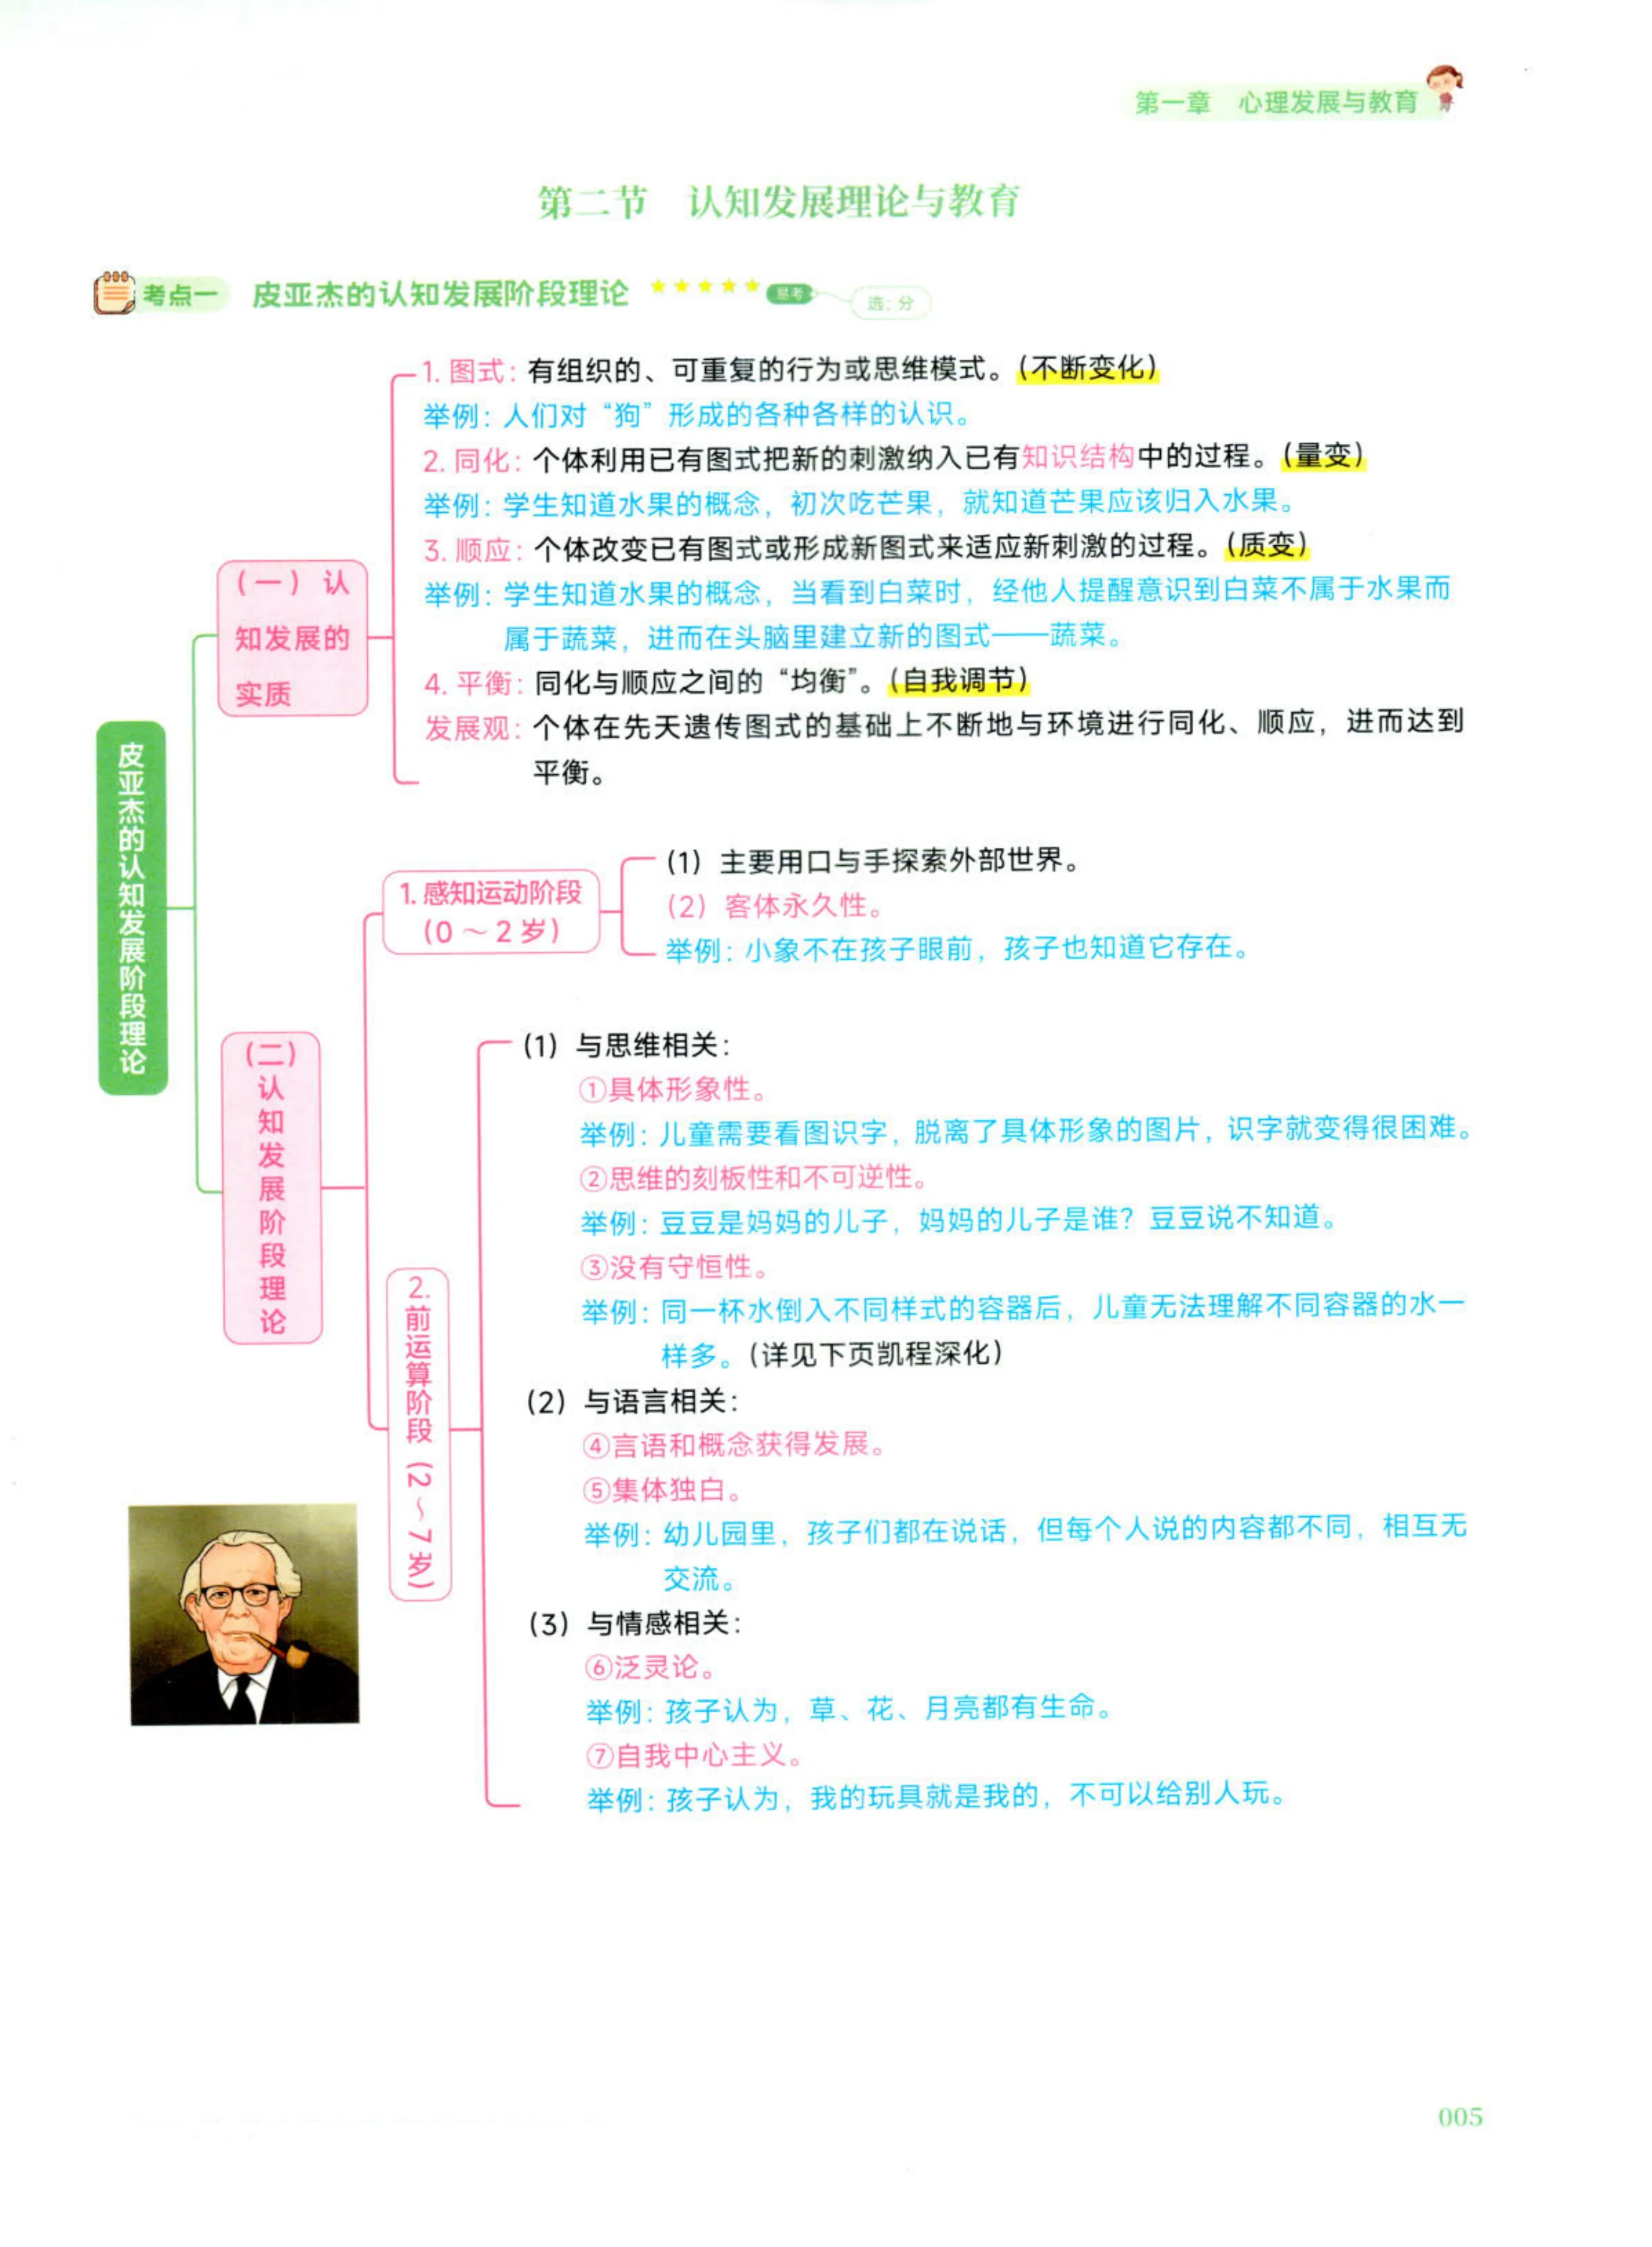 第一章 心理发展与教育
第二节 认知发展理论与教育
考点一 皮亚杰的认知发展阶段理论 ★★★★★ 选：分
皮亚杰的认知发展阶段理论
（一）认
知发展的
实质
1. 图式：有组织的、可重复的行为或思维模式。（不断变化）
举例：人们对“狗”形成的各种各样的认识。
2. 同化：个体利用已有图式把新的刺激纳入已有知识结构中的过程。（量变）
举例：学生知道水果的概念，初次吃芒果，就知道芒果应该归入水果。
3. 顺应：个体改变已有图式或形成新图式来适应新刺激的过程。（质变）
举例：学生知道水果的概念，当看到白菜时，经他人提醒意识到白菜不属于水果而
属于蔬菜，进而在头脑里建立新的图式——蔬菜。
4. 平衡：同化与顺应之间的“均衡”。（自我调节）
发展观：个体在先天遗传图式的基础上不断地与环境进行同化、顺应，进而达到
平衡。
（二）认知发展阶段理论
1. 感知运动阶段
（0～2岁）
（1）主要用口与手探索外部世界。
（2）客体永久性。
举例：小象不在孩子眼前，孩子也知道它存在。
2. 前运算阶段（2～7岁）
（1）与思维相关：
①具体形象性。
举例：儿童需要看图识字，脱离了具体形象的图片，识字就变得很困难。
②思维的刻板性和不可逆性。
举例：豆豆是妈妈的儿子，妈妈的儿子是谁？豆豆说不知道。
③没有守恒性。
举例：同一杯水倒入不同样式的容器后，儿童无法理解不同容器的水一
样多。（详见下页凯程深化）
（2）与语言相关：
④言语和概念获得发展。
⑤集体独白。
举例：幼儿园里，孩子们都在说话，但每个人说的内容都不同，相互无
交流。
（3）与情感相关：
⑥泛灵论。
举例：孩子认为，草、花、月亮都有生命。
⑦自我中心主义。
举例：孩子认为，我的玩具就是我的，不可以给别人玩。
005